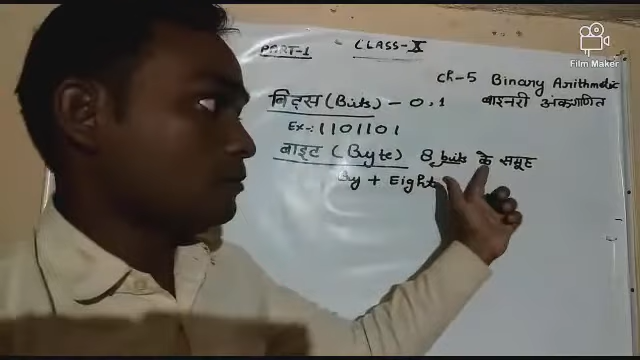 PART-1 - CLASS-X
Ch-5 Binary Arithmetic
बिट्स (Bits) - 0,1 बाइनरी अंकगणित
Ex-: 1101101
बाइट (Byte) 8 bits के समूह
By + Eight
Film Maker